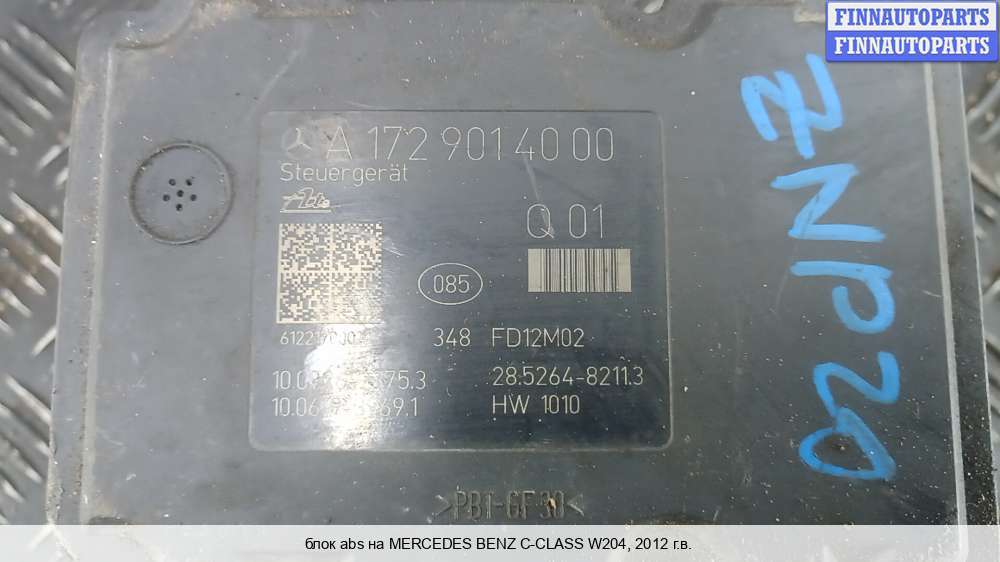 FINNAUTOPARTS
FINNAUTOPARTS
A 172 901 40 00
Steuergerät
Ate
Q 01
085
348 FD12M02
28.5264-8211.3
HW 1010
>PBT-GF30<
блок abs на MERCEDES BENZ C-CLASS W204, 2012 г.в.